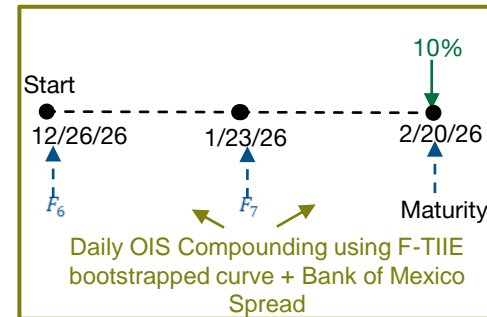 10%
Start
12/26/26
1/23/26
2/20/26
F₆
F₇
Maturity
Daily OIS Compounding using F-TIIE
bootstrapped curve + Bank of Mexico
Spread